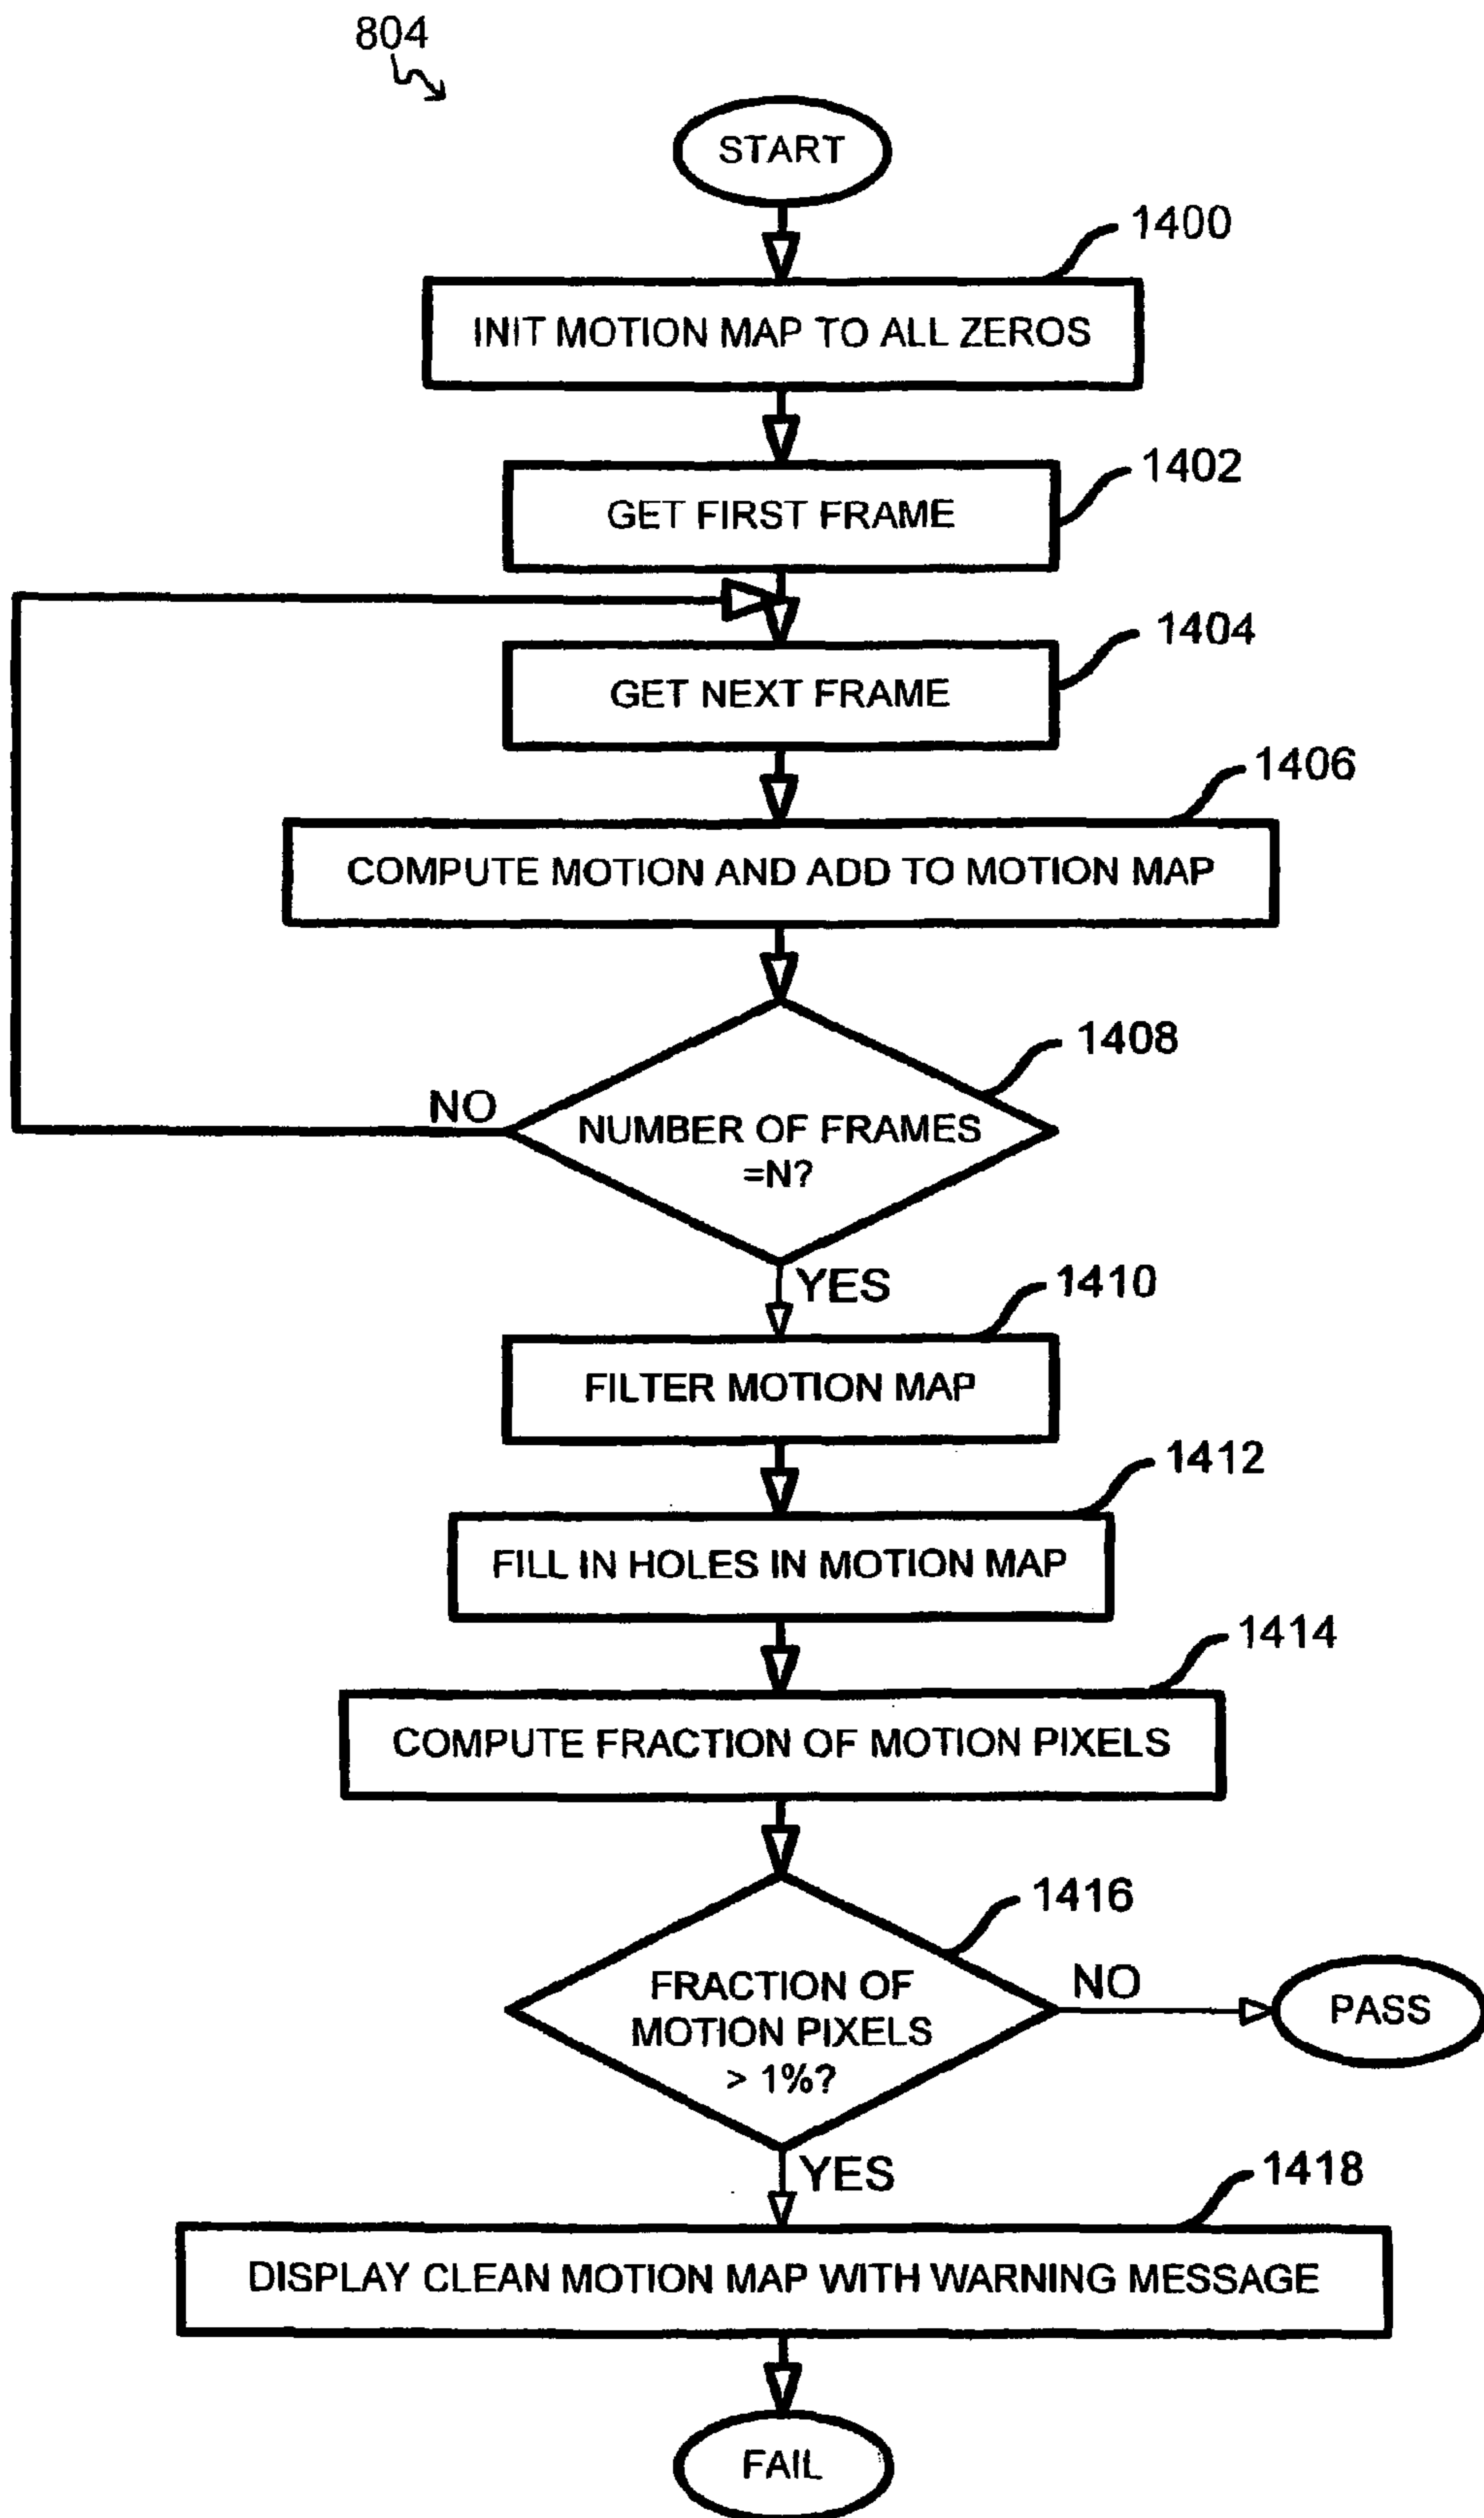 804
START
1400
INIT MOTION MAP TO ALL ZEROS
1402
GET FIRST FRAME
1404
GET NEXT FRAME
1406
COMPUTE MOTION AND ADD TO MOTION MAP
1408
NO
NUMBER OF FRAMES
=N?
YES
1410
FILTER MOTION MAP
1412
FILL IN HOLES IN MOTION MAP
1414
COMPUTE FRACTION OF MOTION PIXELS
1416
FRACTION OF
MOTION PIXELS
> 1%?
NO
PASS
YES
1418
DISPLAY CLEAN MOTION MAP WITH WARNING MESSAGE
FAIL